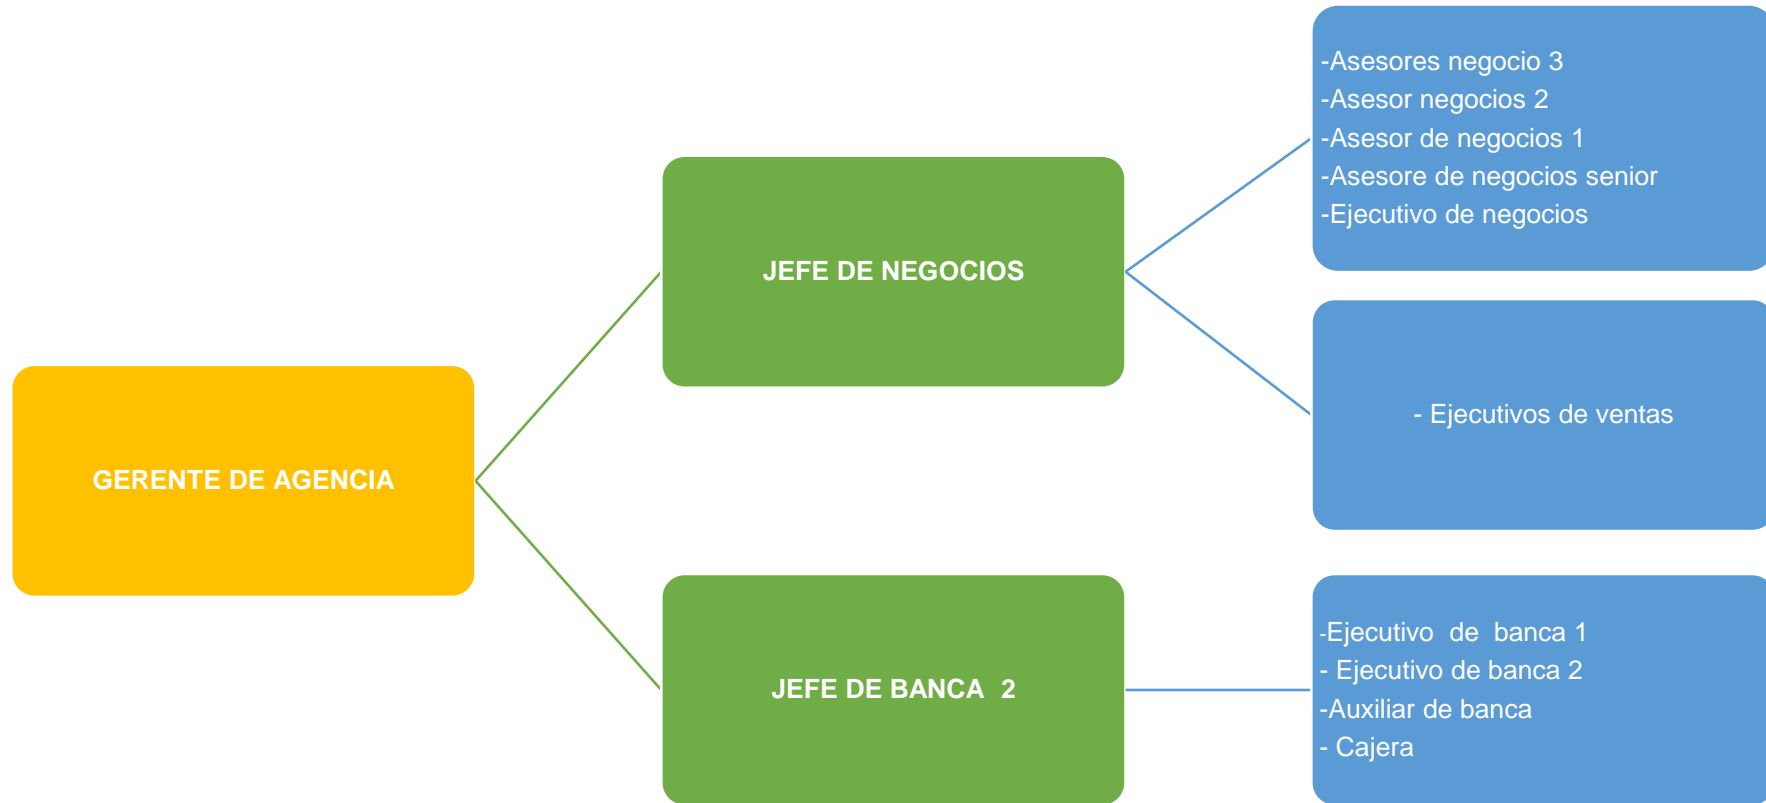 GERENTE DE AGENCIA
JEFE DE NEGOCIOS
-Asesores negocio 3
-Asesor negocios 2
-Asesor de negocios 1
-Asesore de negocios senior
-Ejecutivo de negocios
- Ejecutivos de ventas
JEFE DE BANCA  2
-Ejecutivo  de  banca 1
- Ejecutivo de banca 2
-Auxiliar de banca
- Cajera